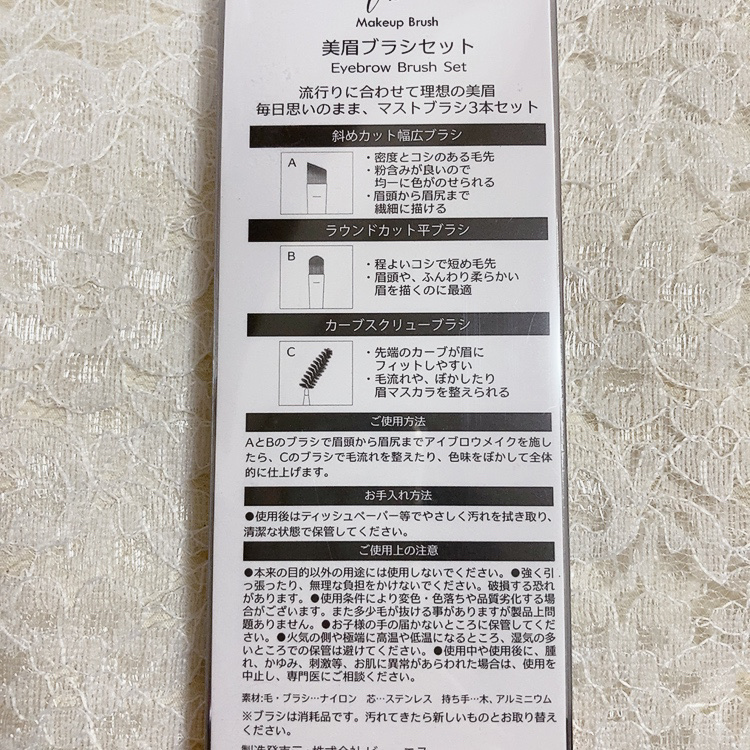 Makeup Brush
美眉ブラシセット
Eyebrow Brush Set
流行りに合わせて理想の美眉
毎日思いのまま、マストブラシ3本セット
斜めカット幅広ブラシ
A
・密度とコシのある毛先
・粉含みが良いので
均一に色がのせられる
・眉頭から眉尻まで
繊細に描ける
ラウンドカット平ブラシ
B
・程よいコシで短め毛先
・眉頭や、ふんわり柔らかい
眉を描くのに最適
カーブスクリューブラシ
C
・先端のカーブが眉に
フィットしやすい
・毛流れや、ぼかしたり
眉マスカラを整えられる
ご使用方法
AとBのブラシで眉頭から眉尻までアイブロウメイクを施し
たら、Cのブラシで毛流れを整えたり、色味をぼかして全体
的に仕上げます。
お手入れ方法
●使用後はティッシュペーパー等でやさしく汚れを拭き取り、
清潔な状態で保管してください。
ご使用上の注意
●本来の目的以外の用途には使用しないでください。●強く引
っ張ったり、無理な負担をかけないでください。破損する恐れ
があります。●使用条件により変色・色落ちや品質劣化する場
合がございます。また多少毛が抜ける事がありますが製品上問
題ありません。●お子様の手の届かないところに保管してくだ
さい。●火気の側や極端に高温や低温になるところ、湿気の多
いところでの保管は避けてください。●使用中や使用後に、腫
れ、かゆみ、刺激等、お肌に異常があらわれた場合は、使用を
中止し、専門医にご相談ください。
素材:毛・ブラシ…ナイロン 芯…ステンレス 持ち手…木、アルミニウム
※ブラシは消耗品です。汚れてきたら新しいものとお取り替え
ください。